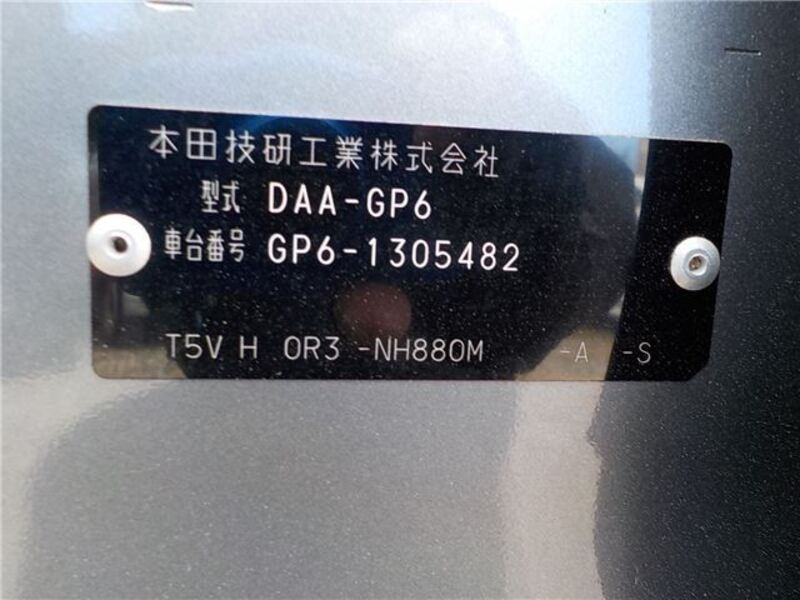 本田技研工業株式会社
型式 DAA-GP6
車台番号 GP6-1305482
T5V H 0R3 -NH880M -A -S